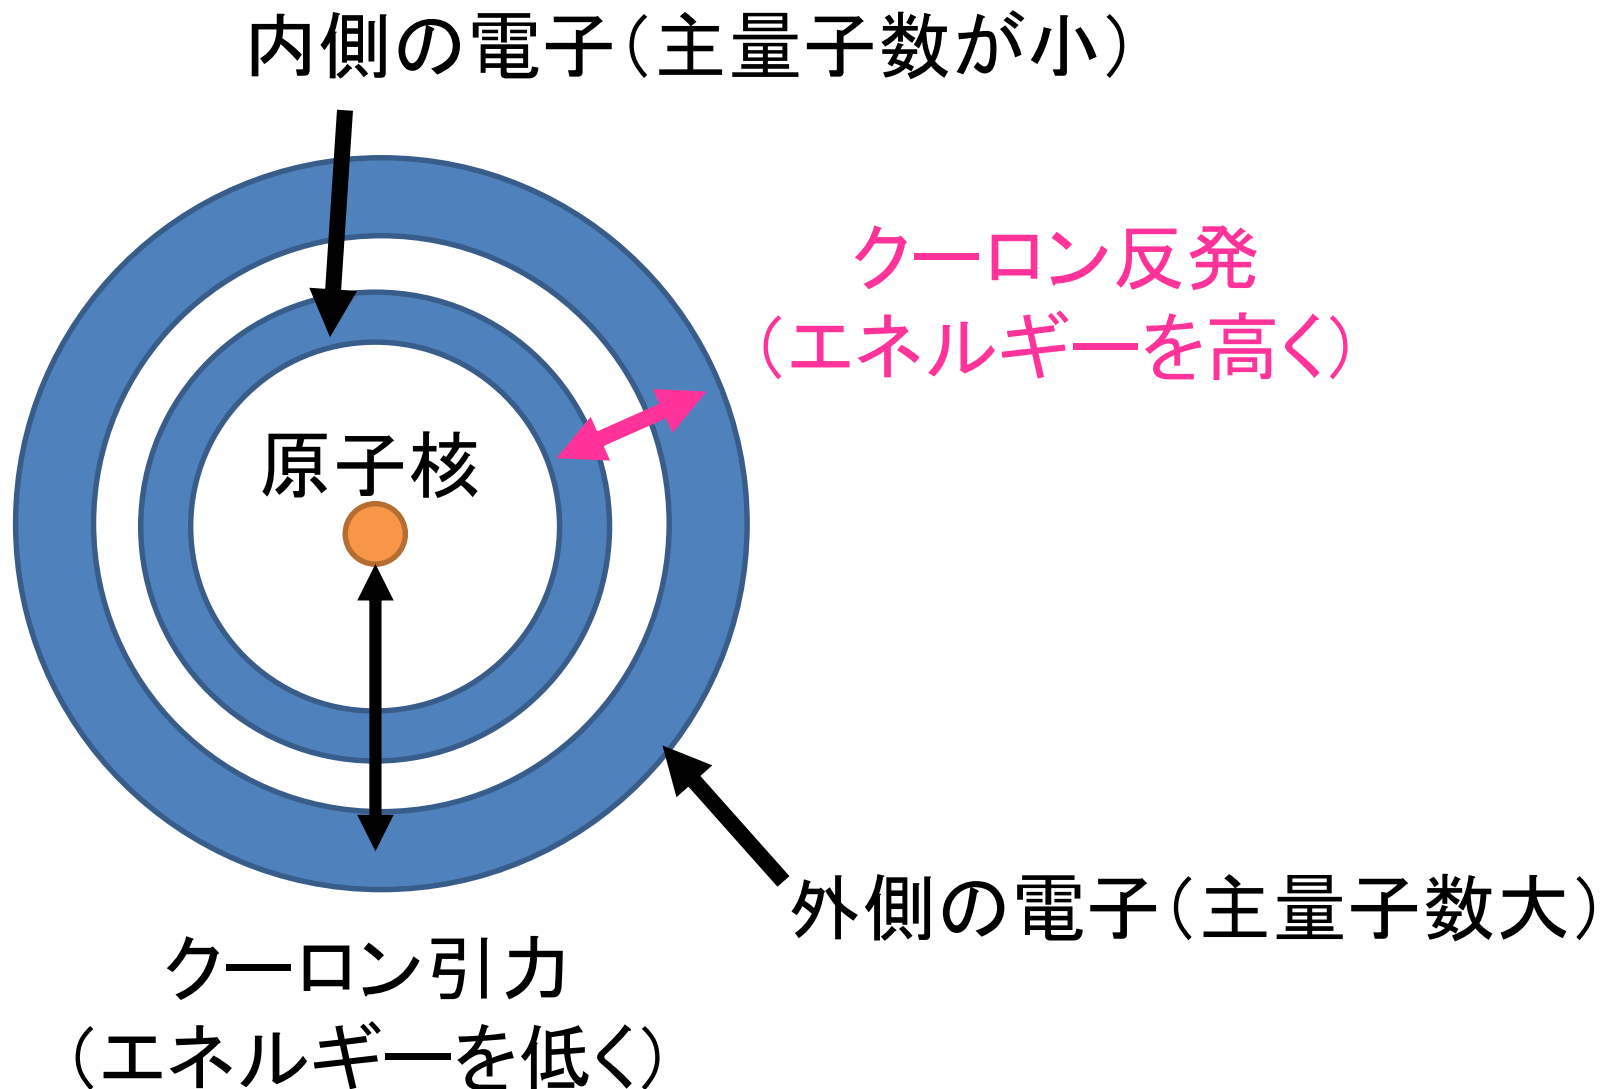 内側の電子（主量子数が小）
クーロン反発
（エネルギーを高く）
原子核
外側の電子（主量子数大）
クーロン引力
（エネルギーを低く）